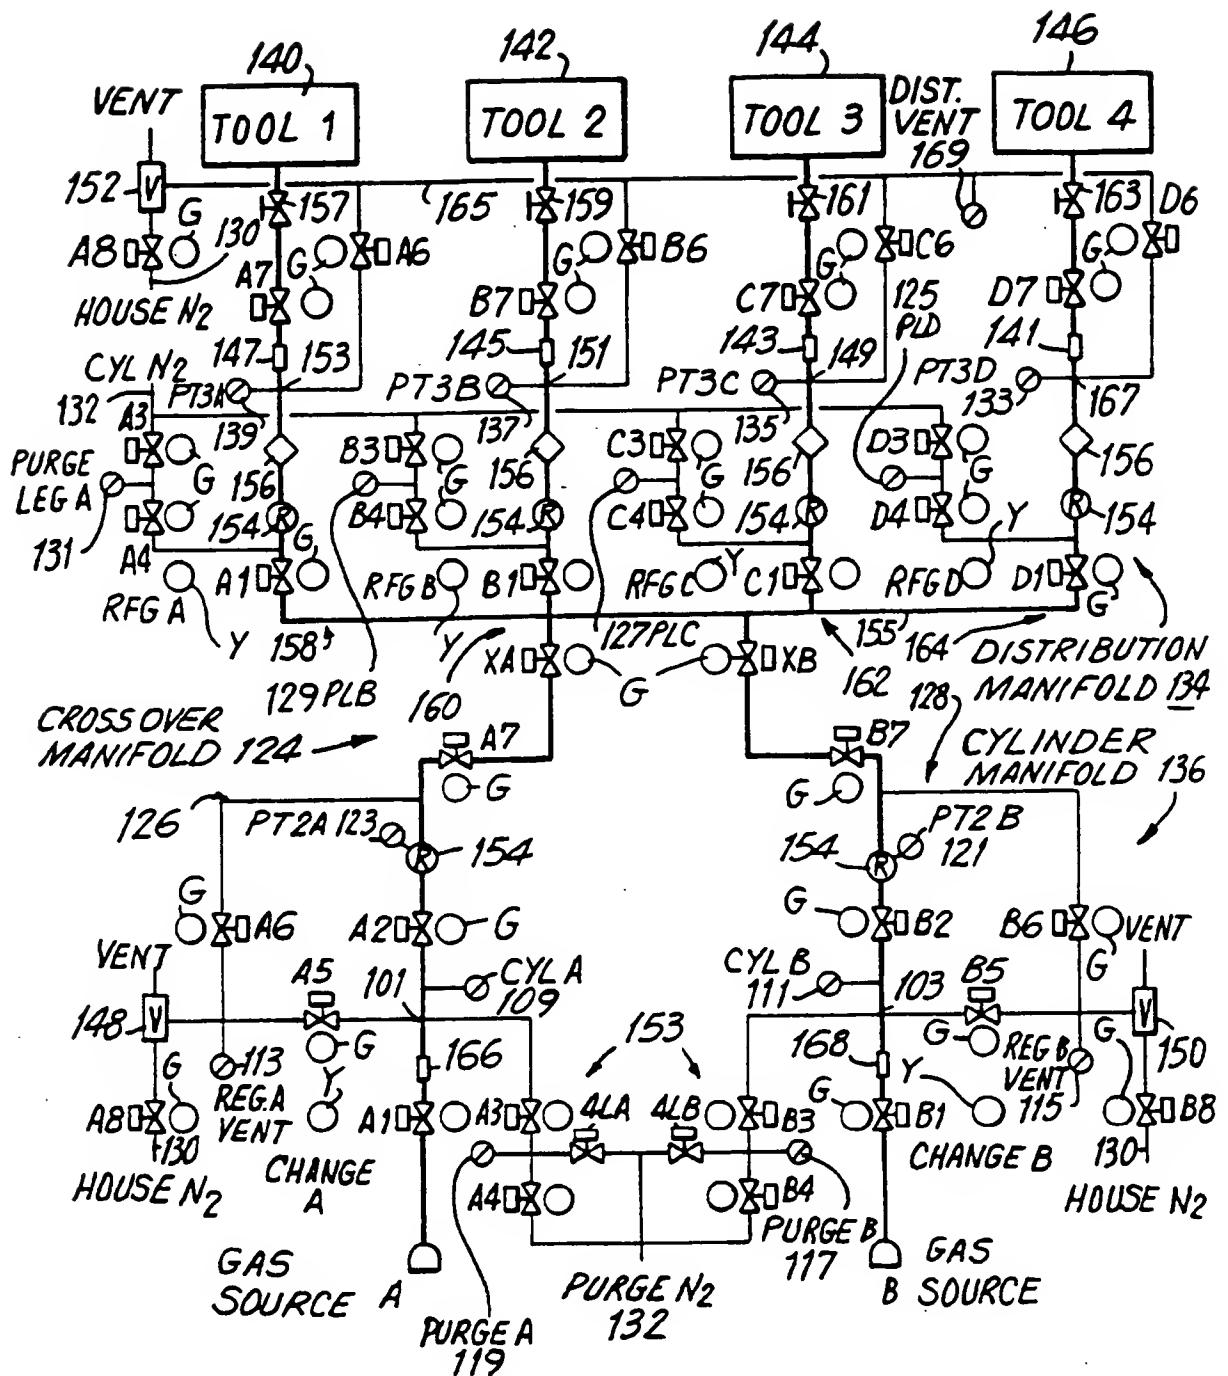 140
142
144
146
VENT
TOOL 1
TOOL 2
TOOL 3
DIST.
VENT
169
TOOL 4
152
V
157
165
159
161
163
D6
G
130
A8
A7
G
A6
G
B6
G
C6
G
HOUSE N2
B7
C7
125
PLD
D7
147
153
145
151
143
149
141
CYL N2
132
PT3A
PT3B
PT3C
PT3D
133
167
A3
139
137
135
PURGE
LEG A
G
G
156
B3
G
156
C3
G
156
D3
G
156
131
A4
154
R
B4
154
R
C4
154
R
D4
Y
R
154
RFG A
A1
G
RFG B
B1
RFG C
Y
C1
RFG D
D1
G
Y
158
Y
127 PLC
155
164
DISTRIBUTION
MANIFOLD 134
129 PLB
XA
G
XB
162
160
128
CROSSOVER
MANIFOLD 124
A7
B7
CYLINDER
MANIFOLD 136
G
G
126
PT2A 123
R
154
154
R
PT2B
121
G
A6
A2
G
G
B2
B6
G
VENT
VENT
A5
101
CYL A
109
CYL B
111
103
B5
148
V
113
G
166
153
168
G
G
V
150
REG. A
VENT
Y
Y
REG B
VENT
115
G
A8
130
A1
A3
4LA
4LB
B3
G
B1
B8
130
HOUSE N2
CHANGE
A
CHANGE B
HOUSE N2
A4
B4
PURGE B
117
GAS
SOURCE A
PURGE N2
132
B
GAS
SOURCE
PURGE A
119